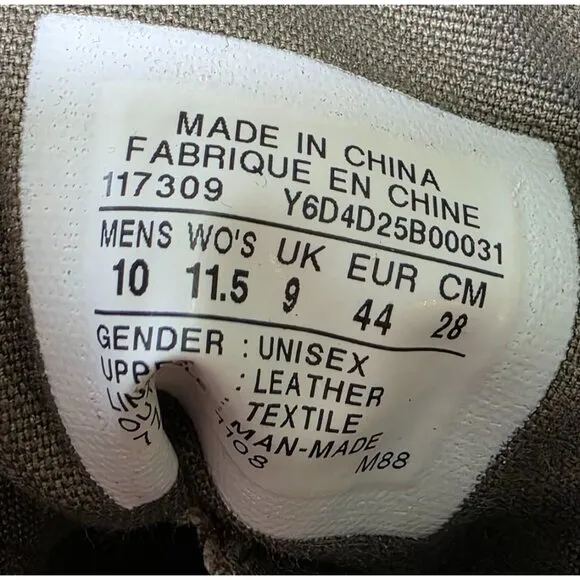 MADE IN CHINA
FABRIQUE EN CHINE
117309 Y6D4D25B00031
MENS WO'S UK EUR CM
10 11.5 9 44 28
GENDER : UNISEX
: LEATHER
TEXTILE
MAN-MADE
M88